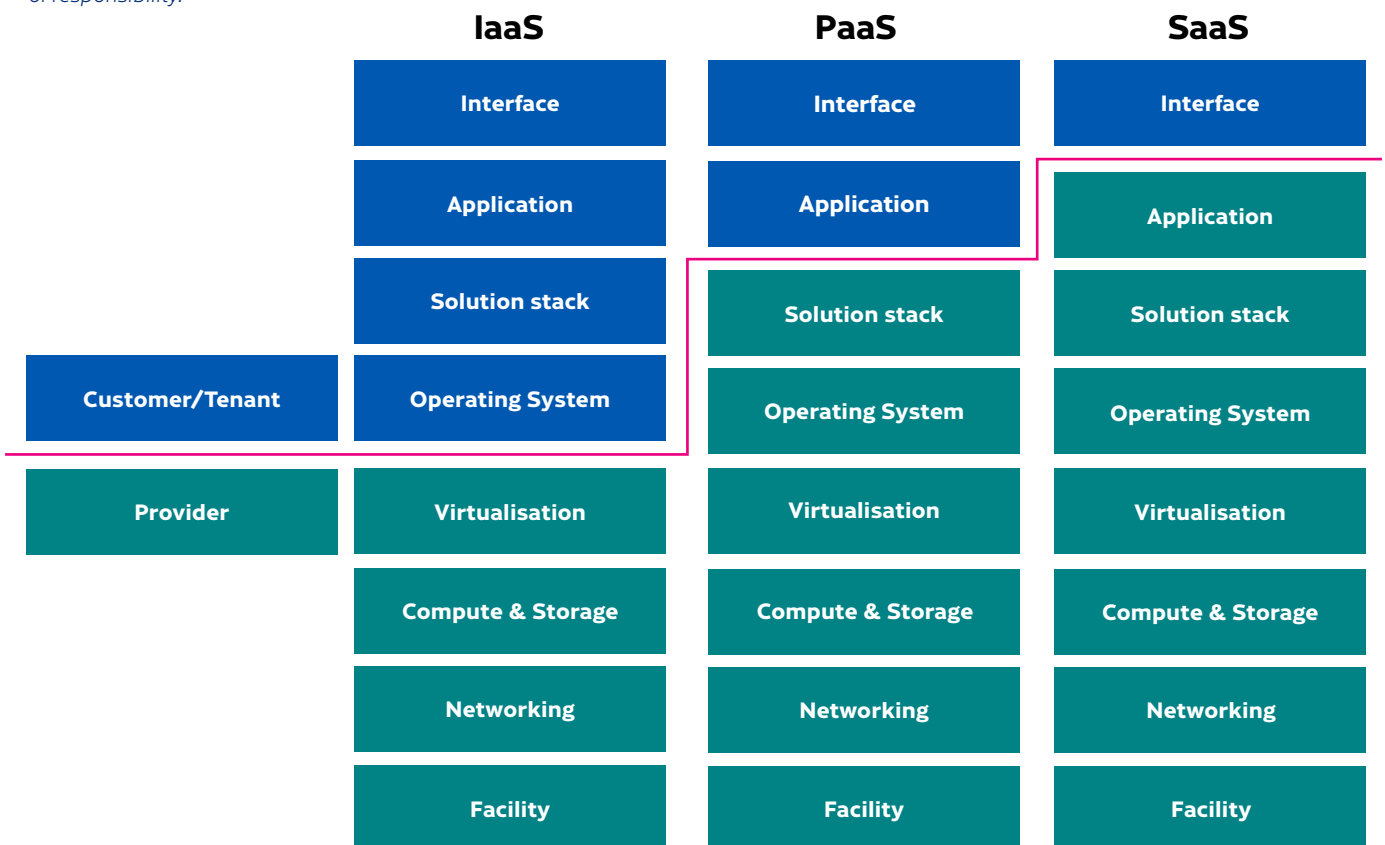 of responsibility.
IaaS
PaaS
SaaS
Interface
Interface
Interface
Application
Application
Application
Solution stack
Solution stack
Solution stack
Customer/Tenant
Operating System
Operating System
Operating System
Provider
Virtualisation
Virtualisation
Virtualisation
Compute & Storage
Compute & Storage
Compute & Storage
Networking
Networking
Networking
Facility
Facility
Facility